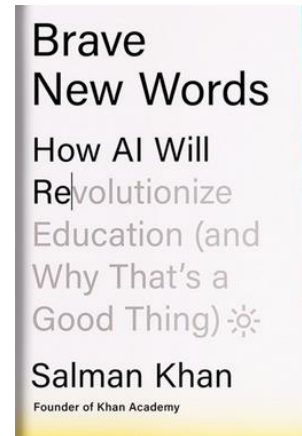 Brave
New Words
How AI Will
Revolutionize
Education (and
Why That's a
Good Thing)
Salman Khan
Founder of Khan Academy